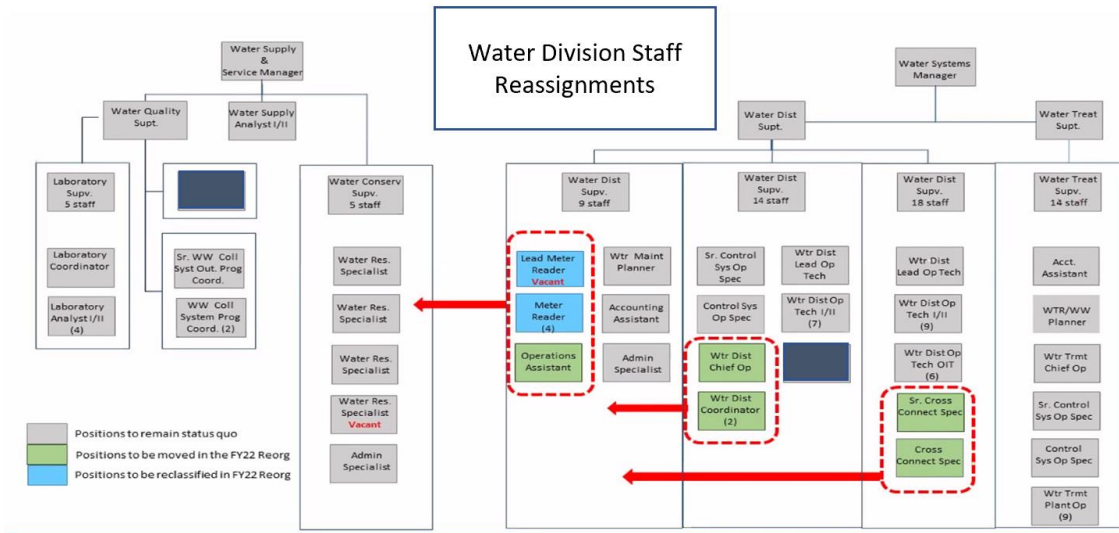 Water Division Staff
Reassignments
Water Supply
&
Service Manager
Water Systems
Manager
Water Quality
Supt.
Water Supply
Analyst I/II
Water Dist
Supt.
Water Treat
Supt.
Laboratory
Supv.
5 staff
Water Conserv
Supv.
5 staff
Water Dist
Supv.
9 staff
Water Dist
Supv.
14 staff
Water Dist
Supv.
18 staff
Water Treat
Supv.
14 staff
Laboratory
Coordinator
Laboratory
Analyst I/II
(4)
Sr. WW Coll
Syst Out. Prog
Coord.
WW Coll
System Prog
Coord. (2)
Water Res.
Specialist
Water Res.
Specialist
Water Res.
Specialist
Water Res.
Specialist
Vacant
Admin
Specialist
Lead Meter
Reader
Vacant
Meter
Reader
(4)
Operations
Assistant
Wtr Maint
Planner
Accounting
Assistant
Admin
Specialist
Sr. Control
Sys Op
Spec
Control Sys
Op Spec
Wtr Dist
Chief Op
Wtr Dist
Coordinator
(2)
Wtr Dist
Lead Op
Tech
Wtr Dist Op
Tech I/II
(7)
Wtr Dist
Lead Op Tech
Wtr Dist Op
Tech I/II
(9)
Wtr Dist Op
Tech OIT
(6)
Sr. Cross
Connect Spec
Cross
Connect Spec
Acct.
Assistant
WTR/WW
Planner
Wtr Trmt
Chief Op
Sr. Control
Sys Op Spec
Control
Sys Op Spec
Wtr Trmt
Plant Op
(9)
Positions to remain status quo
Positions to be moved in the FY22 Reorg
Positions to be reclassified in FY22 Reorg